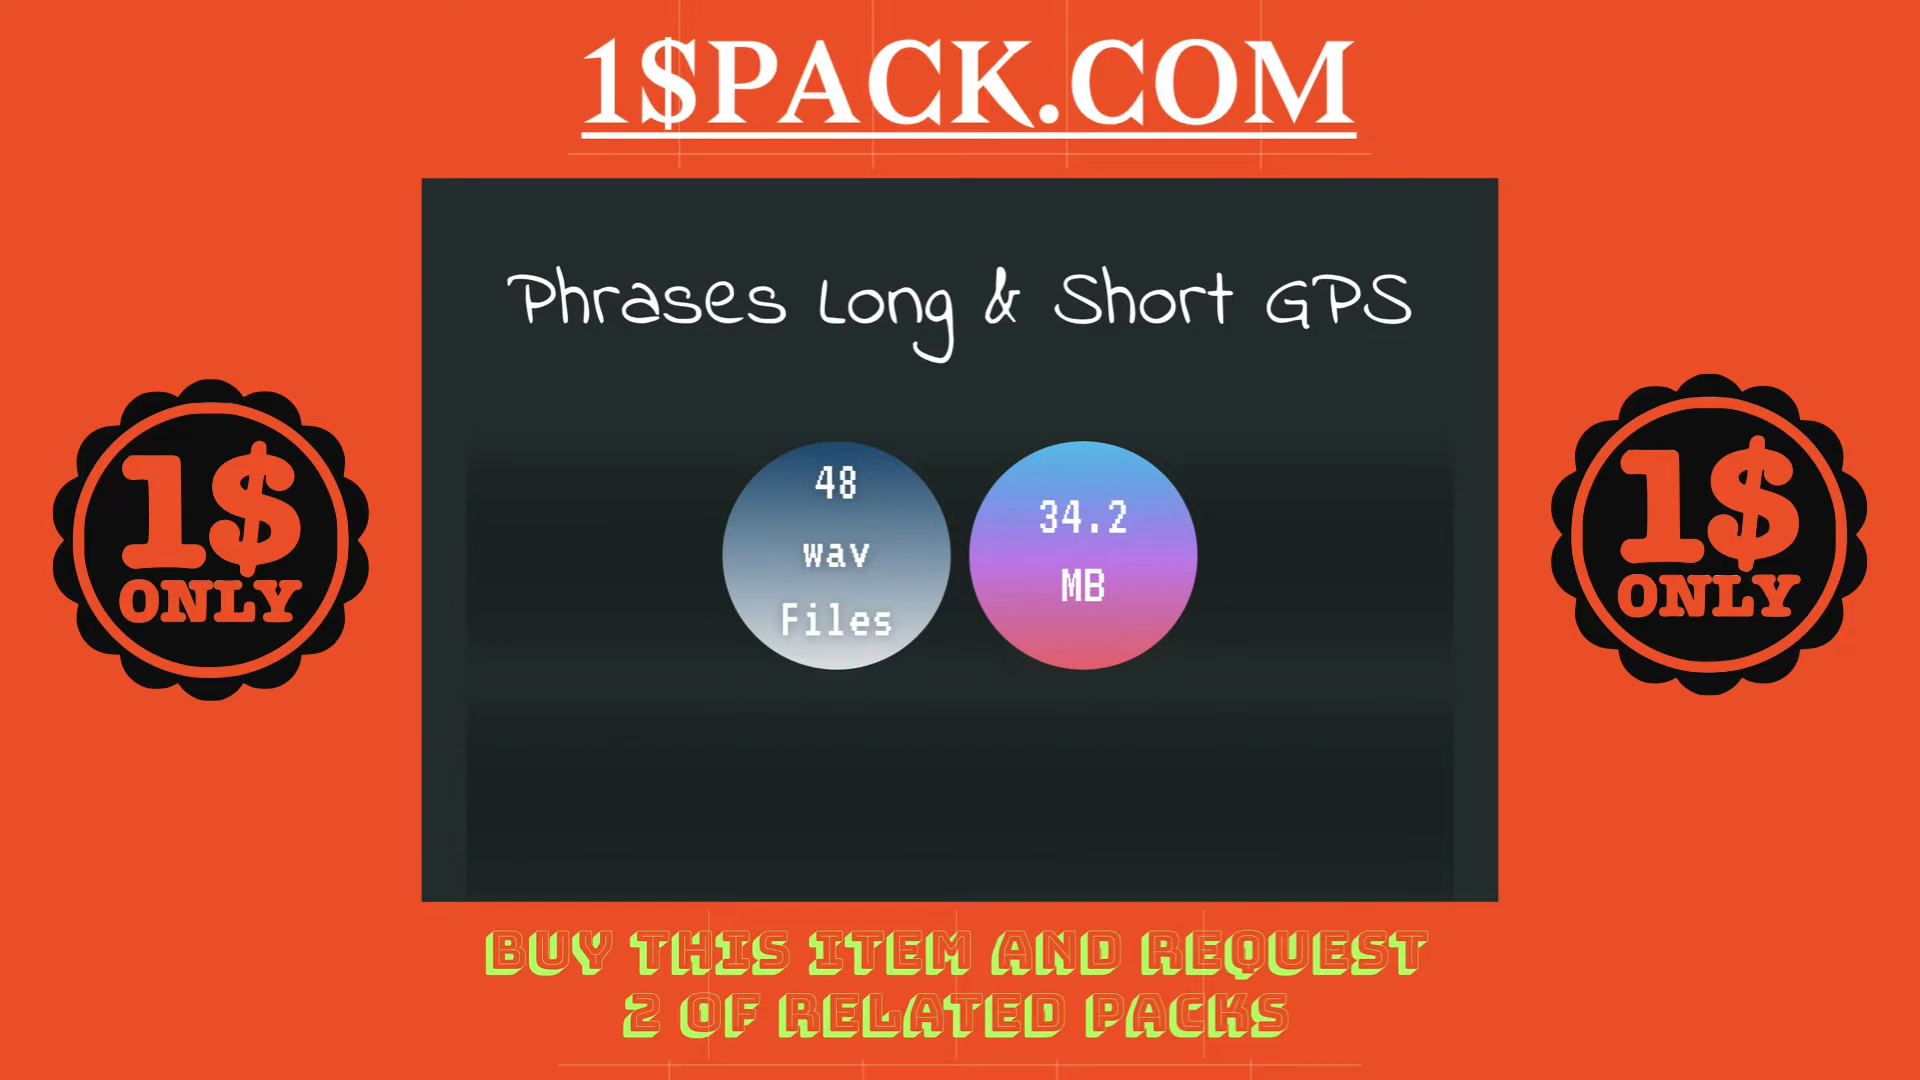 1$PACK.COM
Phrases Long & Short GPS
48
wav
Files
34.2
MB
1$
ONLY
1$
ONLY
BUY THIS ITEM AND REQUEST
2 OF RELATED PACKS